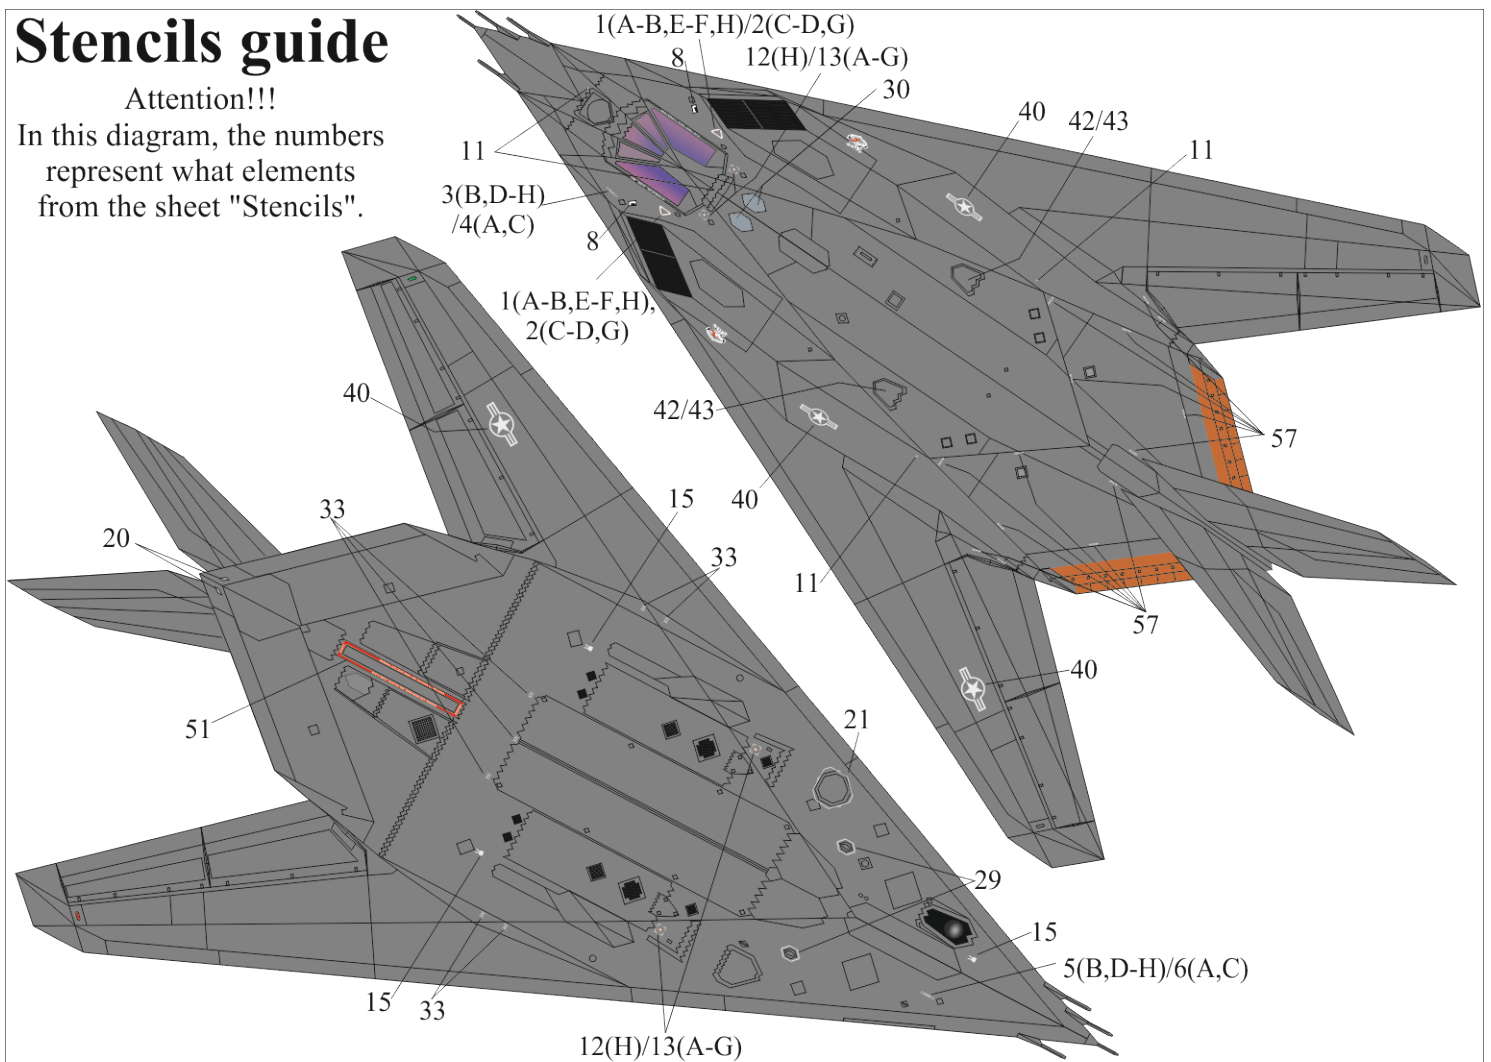 Stencils guide
Attention!!!
In this diagram, the numbers
represent what elements
from the sheet "Stencils".
1(A-B,E-F,H)/2(C-D,G)
8
12(H)/13(A-G)
30
40
42/43
11
11
3(B,D-H)
/4(A,C)
8
1(A-B,E-F,H),
2(C-D,G)
40
42/43
57
40
15
33
20
33
11
57
40
51
21
29
15
5(B,D-H)/6(A,C)
15
33
12(H)/13(A-G)